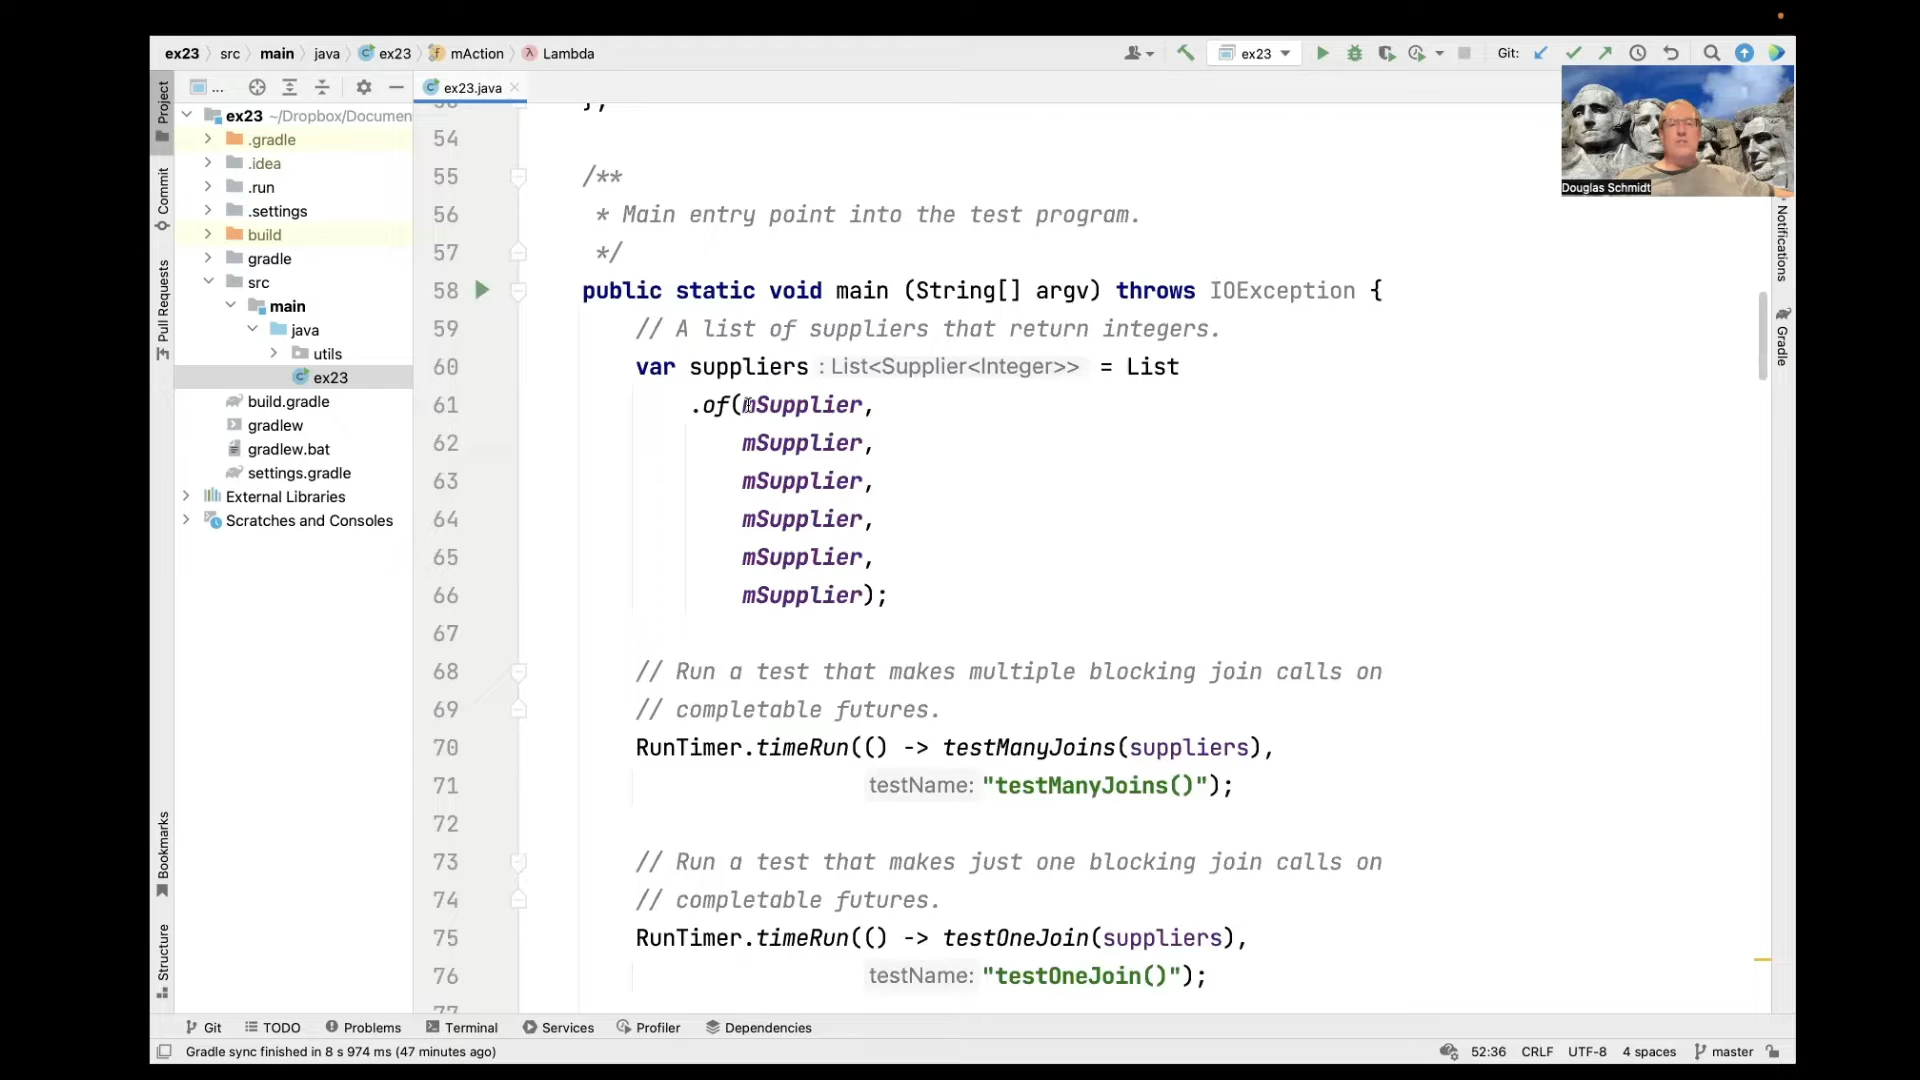 ex23 src main java ex23 mAction Lambda
ex23
Git:
...
ex23.java
Douglas Schmidt
Project
Commit
Pull Requests
Bookmarks
Structure
Notifications
Gradle
ex23 ~/Dropbox/Documen
.gradle
.idea
.run
.settings
build
gradle
src
main
java
utils
ex23
build.gradle
gradlew
gradlew.bat
settings.gradle
External Libraries
Scratches and Consoles
54
55 /**
56 * Main entry point into the test program.
57 */
58 public static void main (String[] argv) throws IOException {
59 // A list of suppliers that return integers.
60 var suppliers : List<Supplier<Integer>> = List
61 .of(mSupplier,
62 mSupplier,
63 mSupplier,
64 mSupplier,
65 mSupplier,
66 mSupplier);
67
68 // Run a test that makes multiple blocking join calls on
69 // completable futures.
70 RunTimer.timeRun(() -> testManyJoins(suppliers),
71 testName: "testManyJoins()");
72
73 // Run a test that makes just one blocking join calls on
74 // completable futures.
75 RunTimer.timeRun(() -> testOneJoin(suppliers),
76 testName: "testOneJoin()");
Git TODO Problems Terminal Services Profiler Dependencies
Gradle sync finished in 8 s 974 ms (47 minutes ago)
52:36 CRLF UTF-8 4 spaces master